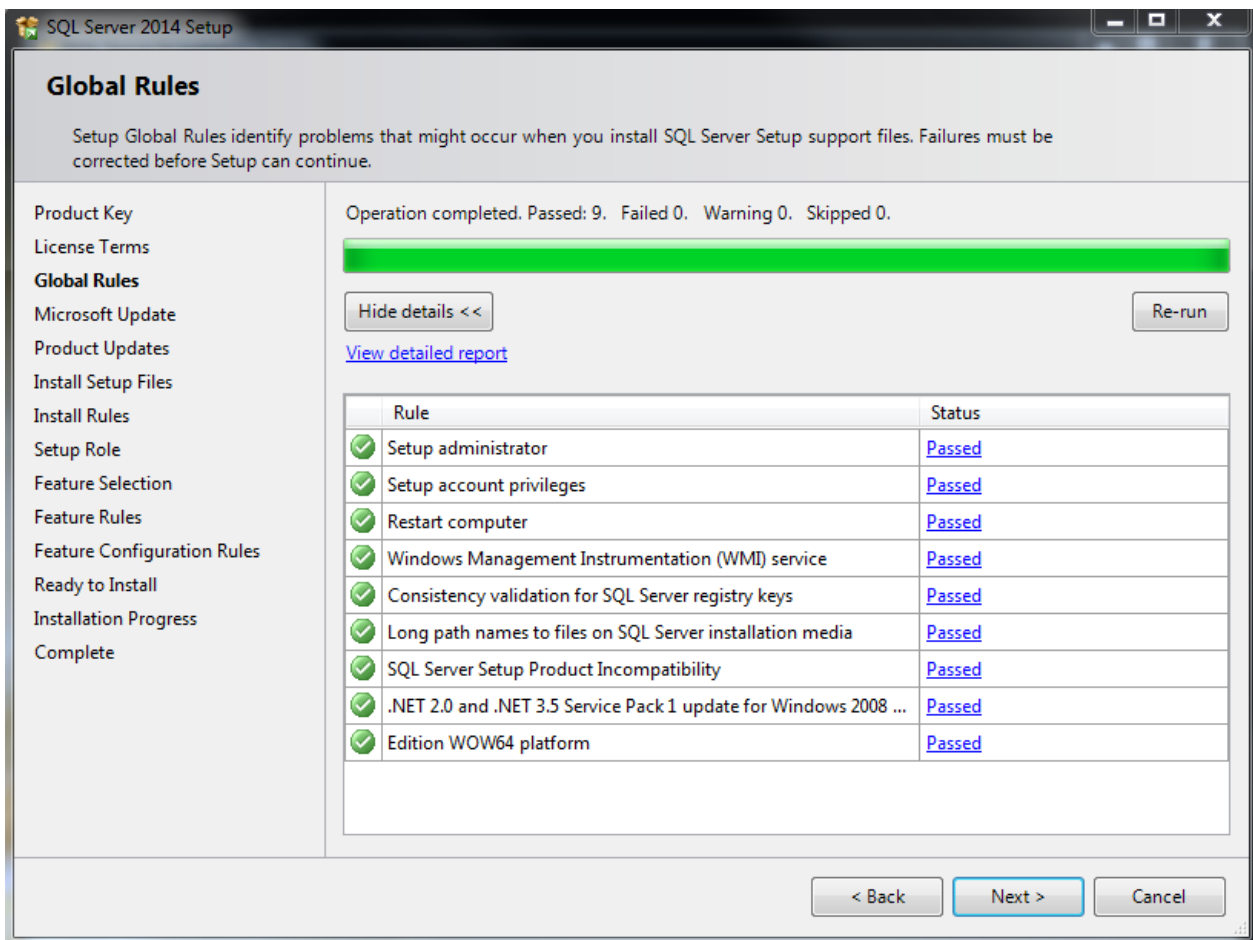 SQL Server 2014 Setup
Global Rules
Setup Global Rules identify problems that might occur when you install SQL Server Setup support files. Failures must be
corrected before Setup can continue.
Product Key
License Terms
Global Rules
Microsoft Update
Product Updates
Install Setup Files
Install Rules
Setup Role
Feature Selection
Feature Rules
Feature Configuration Rules
Ready to Install
Installation Progress
Complete
Operation completed. Passed: 9. Failed 0. Warning 0. Skipped 0.
Hide details <<
Re-run
View detailed report
Rule Status
Setup administrator Passed
Setup account privileges Passed
Restart computer Passed
Windows Management Instrumentation (WMI) service Passed
Consistency validation for SQL Server registry keys Passed
Long path names to files on SQL Server installation media Passed
SQL Server Setup Product Incompatibility Passed
.NET 2.0 and .NET 3.5 Service Pack 1 update for Windows 2008 ... Passed
Edition WOW64 platform Passed
< Back Next > Cancel